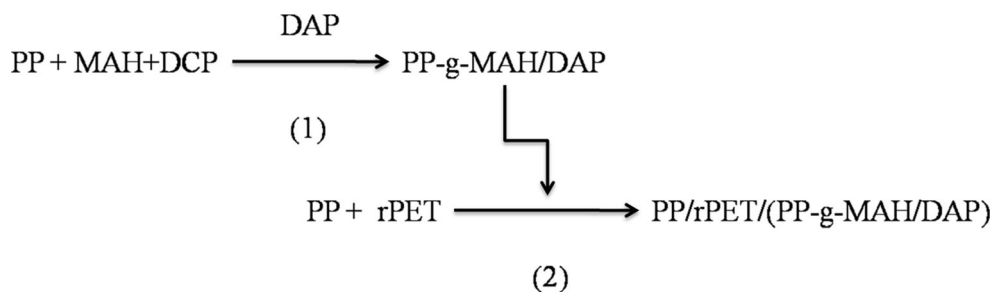 DAP
PP + MAH+DCP PP-g-MAH/DAP
(1)
PP + rPET PP/rPET/(PP-g-MAH/DAP)
(2)